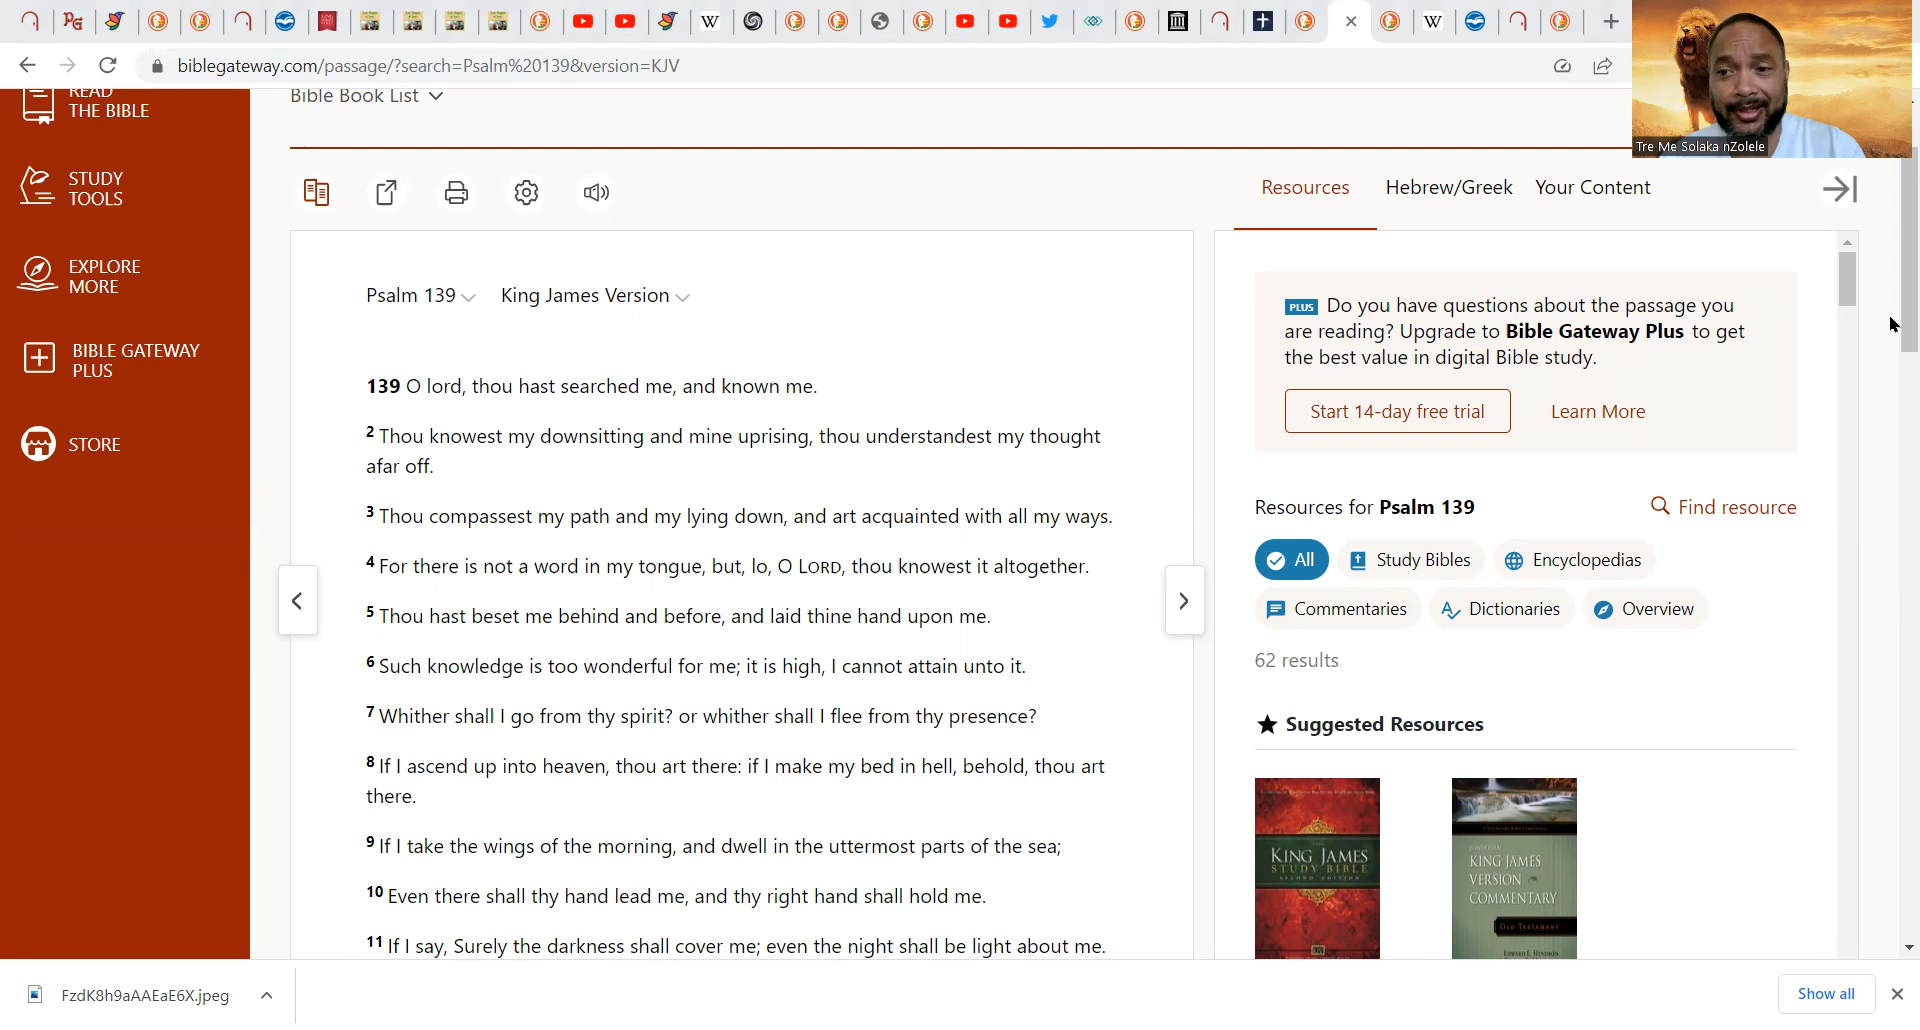 biblegateway.com/passage/?search=Psalm%20139&version=KJV
Tre Me Solaka nZolele
READ
THE BIBLE
STUDY
TOOLS
EXPLORE
MORE
BIBLE GATEWAY
PLUS
STORE
Bible Book List
Resources
Hebrew/Greek
Your Content
Psalm 139
King James Version
139 O lord, thou hast searched me, and known me.
2 Thou knowest my downsitting and mine uprising, thou understandest my thought
afar off.
3 Thou compassest my path and my lying down, and art acquainted with all my ways.
4 For there is not a word in my tongue, but, lo, O LORD, thou knowest it altogether.
5 Thou hast beset me behind and before, and laid thine hand upon me.
6 Such knowledge is too wonderful for me; it is high, I cannot attain unto it.
7 Whither shall I go from thy spirit? or whither shall I flee from thy presence?
8 If I ascend up into heaven, thou art there: if I make my bed in hell, behold, thou art
there.
9 If I take the wings of the morning, and dwell in the uttermost parts of the sea;
10 Even there shall thy hand lead me, and thy right hand shall hold me.
11 If I say, Surely the darkness shall cover me; even the night shall be light about me.
PLUS Do you have questions about the passage you
are reading? Upgrade to Bible Gateway Plus to get
the best value in digital Bible study.
Start 14-day free trial
Learn More
Resources for Psalm 139
Find resource
All
Study Bibles
Encyclopedias
Commentaries
Dictionaries
Overview
62 results
Suggested Resources
KING JAMES
STUDY BIBLE
SECOND EDITION
KING JAMES
VERSION
COMMENTARY
OLD TESTAMENT
EDWARD E. HINDSON
FzdK8h9aAAEaE6X.jpeg
Show all